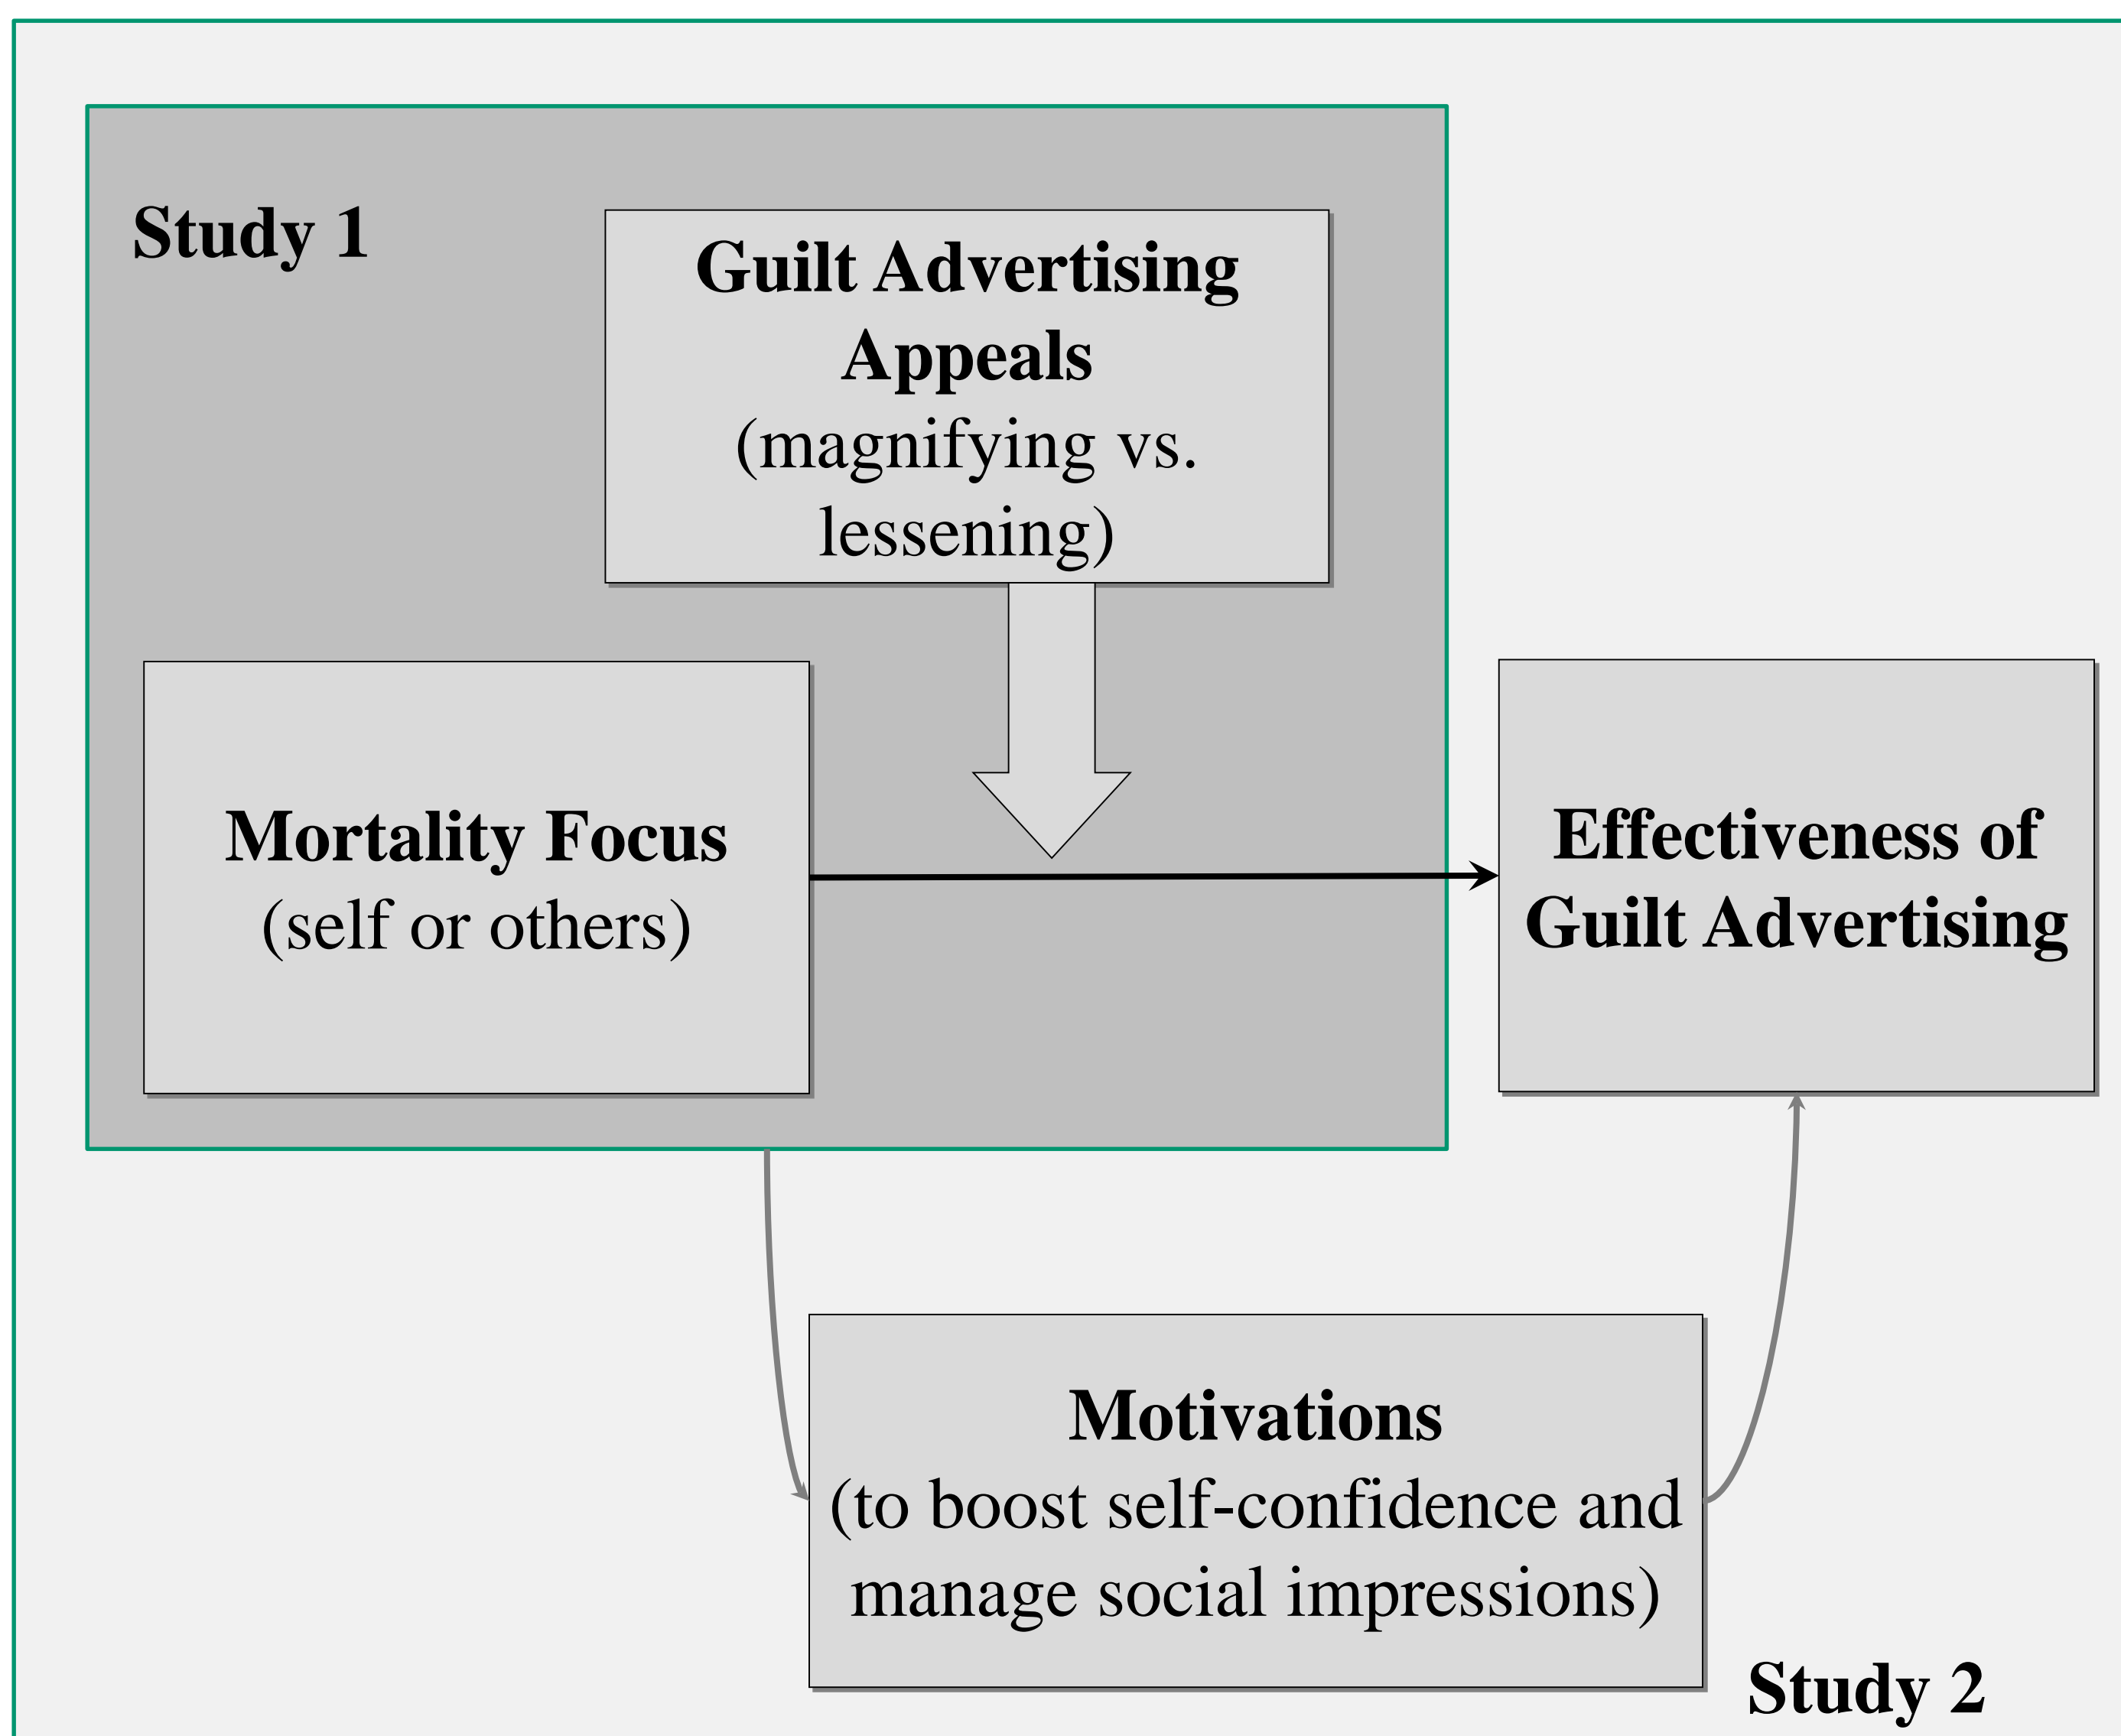 Study 1
Guilt Advertising
Appeals
(magnifying vs.
lessening)
Mortality Focus
(self or others)
Effectiveness of
Guilt Advertising
Motivations
(to boost self-confidence and
manage social impressions)
Study 2